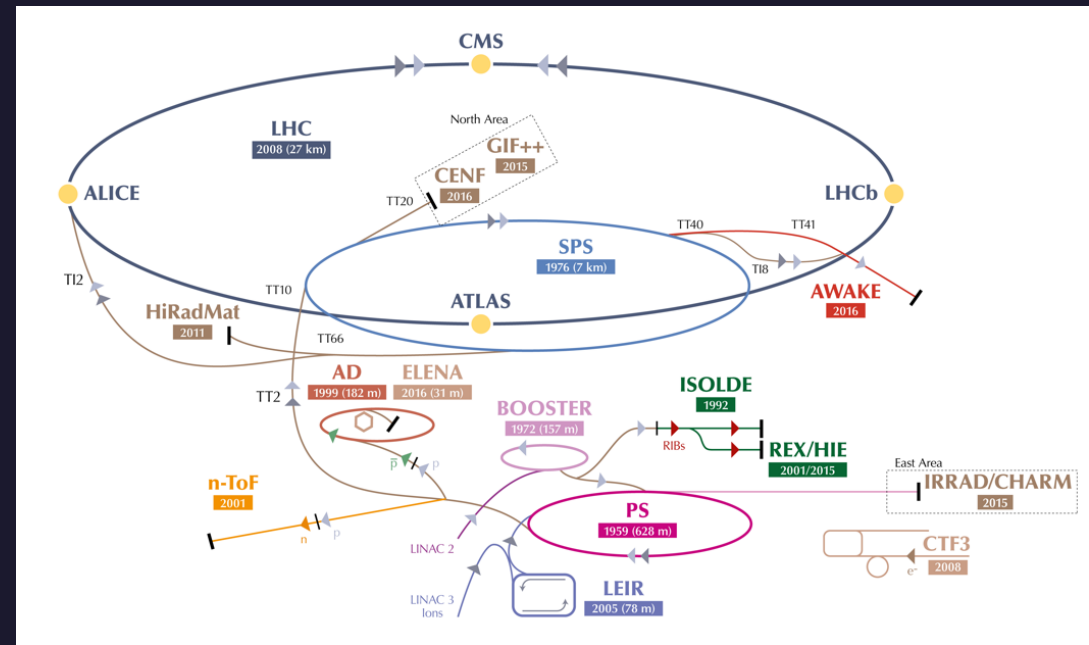 CMS
North Area
LHC
2008 (27 km)
GIF++
2015
CENF
2016
ALICE
LHCb
TT20
TT40
TT41
SPS
1976 (7 km)
TI2
TI8
TT10
ATLAS
AWAKE
2016
HiRadMat
2011
TT66
AD
1999 (182 m)
ELENA
2016 (31 m)
TT2
ISOLDE
1992
BOOSTER
1972 (157 m)
RIBs
REX/HIE
2001/2015
p̅
p
East Area
n-ToF
2001
IRRAD/CHARM
2015
PS
1959 (628 m)
n
p
LINAC 2
CTF3
2008
e-
LEIR
2005 (78 m)
LINAC 3
Ions